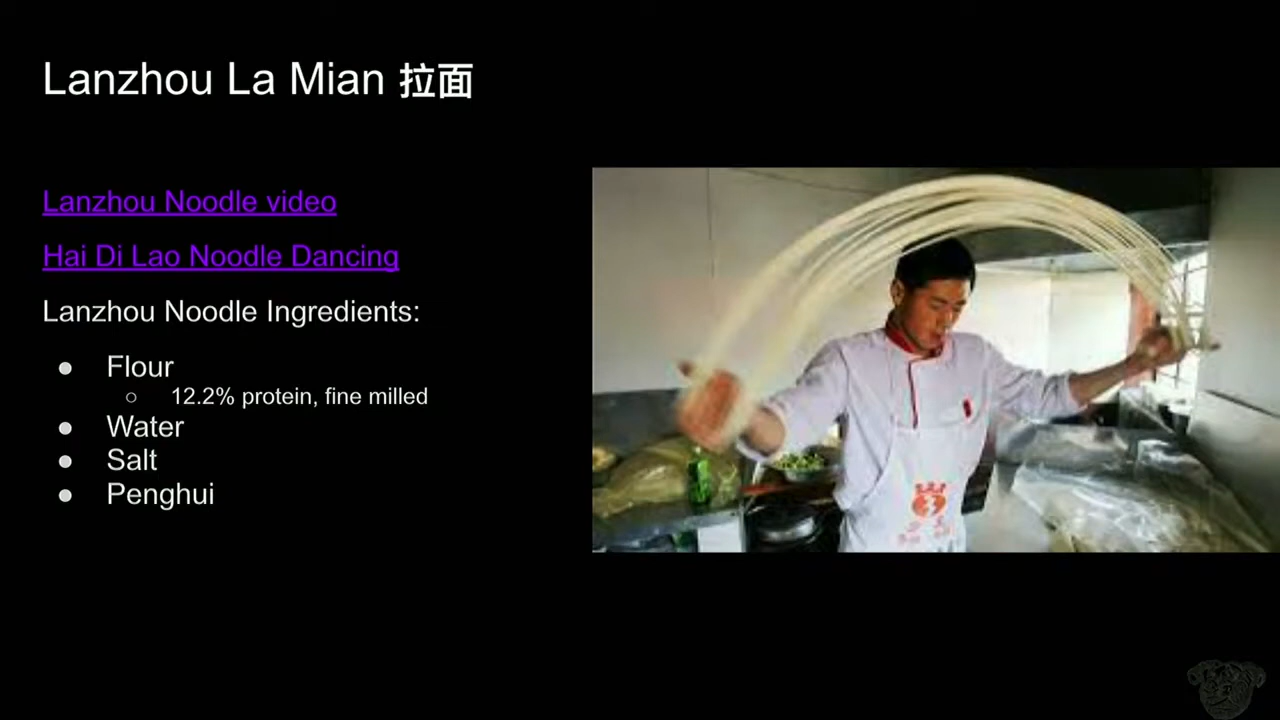 Lanzhou La Mian 拉面
Lanzhou Noodle video
Hai Di Lao Noodle Dancing
Lanzhou Noodle Ingredients:
● Flour
○ 12.2% protein, fine milled
● Water
● Salt
● Penghui